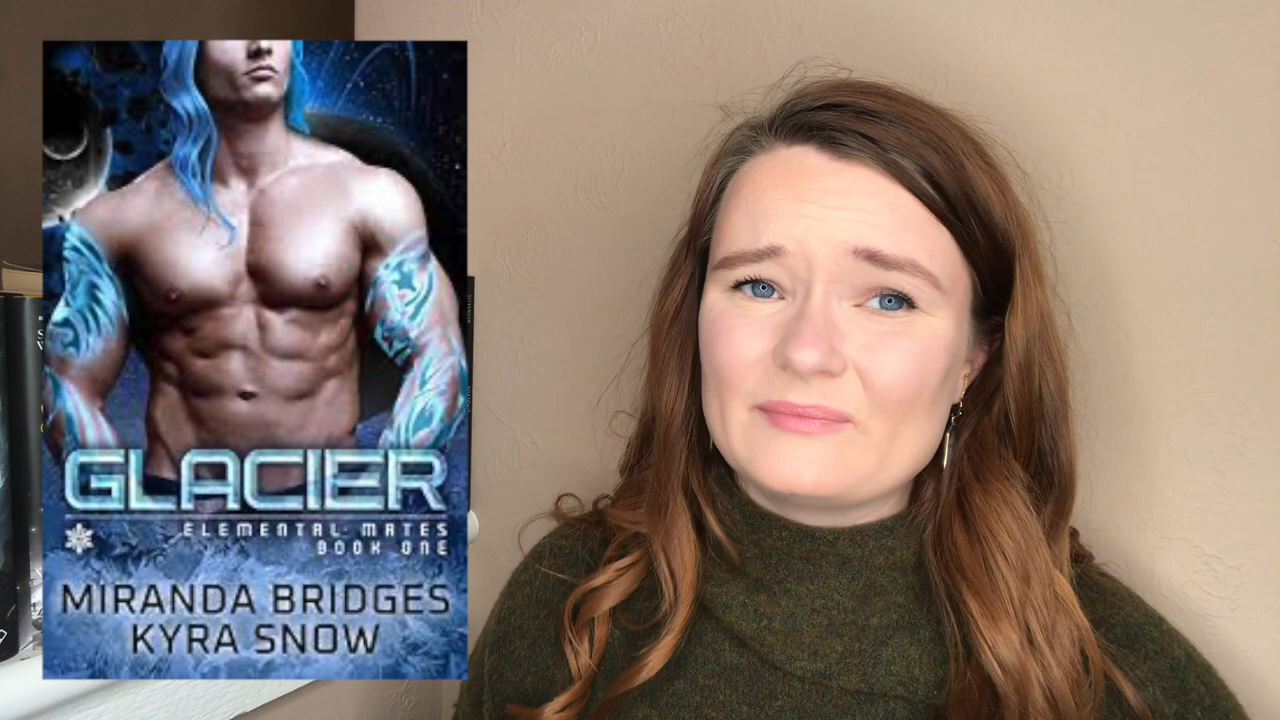 GLACIER
ELEMENTAL MATES
BOOK ONE
MIRANDA BRIDGES
KYRA SNOW